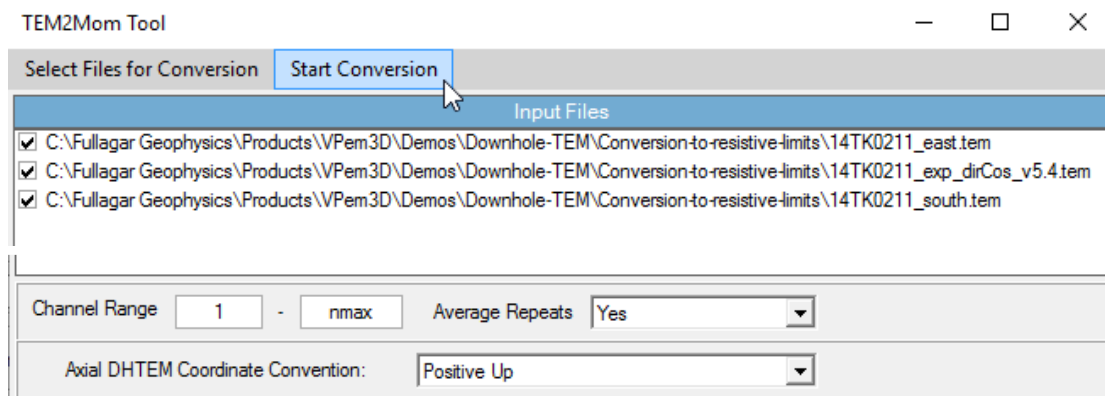 TEM2Mom Tool
Select Files for Conversion Start Conversion
Input Files
C:\Fullagar Geophysics\Products\VPem3D\Demos\Downhole-TEM\Conversion-to-resistive-limits\14TK0211_east.tem
C:\Fullagar Geophysics\Products\VPem3D\Demos\Downhole-TEM\Conversion-to-resistive-limits\14TK0211_exp_dirCos_v5.4.tem
C:\Fullagar Geophysics\Products\VPem3D\Demos\Downhole-TEM\Conversion-to-resistive-limits\14TK0211_south.tem
Channel Range 1 - nmax Average Repeats Yes
Axial DHTEM Coordinate Convention: Positive Up